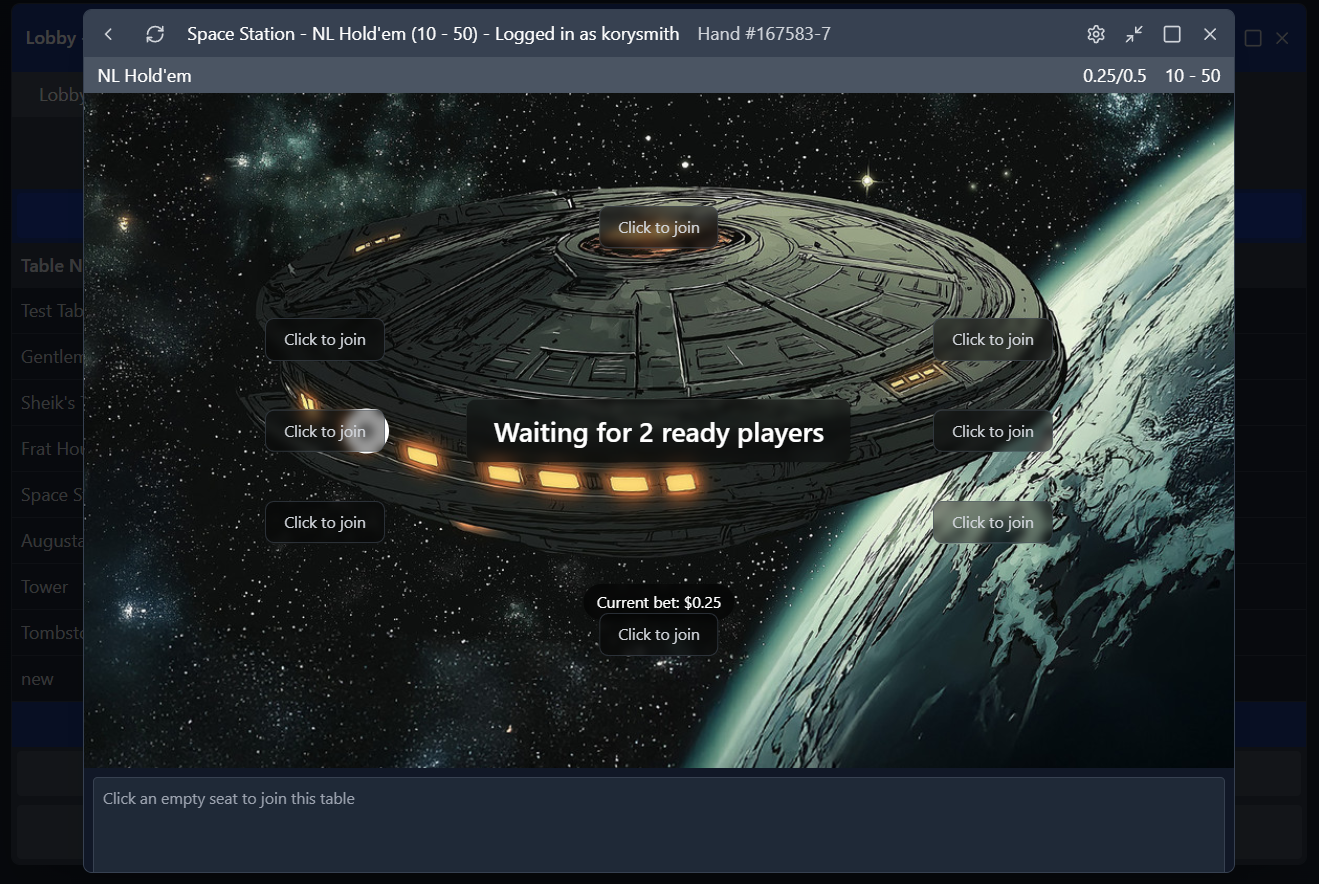 Lobby
Space Station - NL Hold'em (10 - 50) - Logged in as korysmith Hand #167583-7
NL Hold'em 0.25/0.5 10 - 50
Lobby
Click to join
Table N
Test Tab
Click to join Click to join
Gentlem
Sheik's
Click to join Waiting for 2 ready players Click to join
Frat Hou
Space S
Click to join Click to join
Augusta
Tower
Current bet: $0.25
Click to join
Tombsto
new
Click an empty seat to join this table